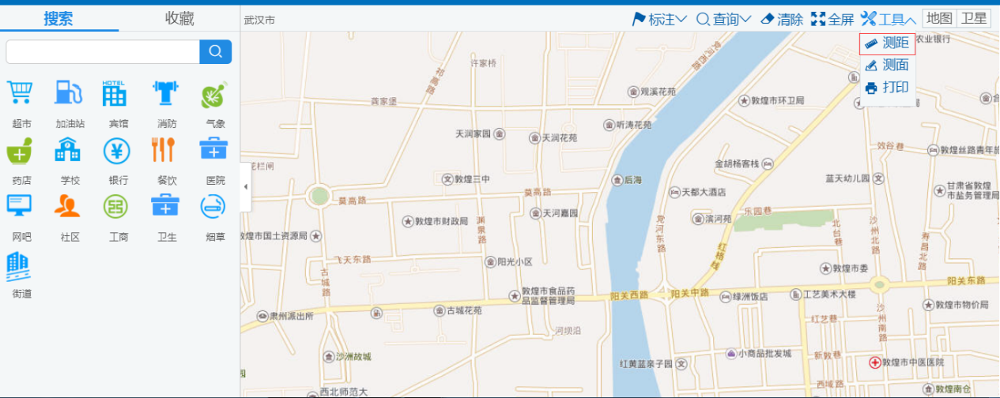 搜索
收藏
武汉市
标注
查询
清除
全屏
工具
地图
卫星
测距
测面
打印
超市
加油站
HOTEL
宾馆
消防
气象
药店
学校
银行
餐饮
医院
网吧
社区
工商
卫生
烟草
街道
农业银行
许家桥
祁高路
党河西路
龚家堡
观溪花苑
敦煌市环卫局
听涛花苑
天润家园
天润花苑
效谷巷
敦煌丝路青年旅
金胡杨客栈
花栏闸
敦煌三中
后海
蓝天幼儿园
甘肃省敦煌
市盐务管理局
莫高路
莫高路
天都大酒店
敦煌市财政局
渊泉路
天河嘉园
党河东路
滨河苑
乐园巷
北台巷
沙州北路
寿昌北路
敦煌市国土资源局
飞天东路
古城路
阳光小区
红格线
敦煌市委
敦煌市食品药
品监督管理局
阳关西路
阳关中路
阳关东路
绿洲饭店
工艺美术大楼
敦煌市物价局
肃州派出所
古城花苑
河坝沿
红艺巷
沙州南路
沙洲故城
小商品批发城
新敦巷
红黄蓝亲子园
敦煌市中医医院
西域路
敦煌南仓
西北师范大